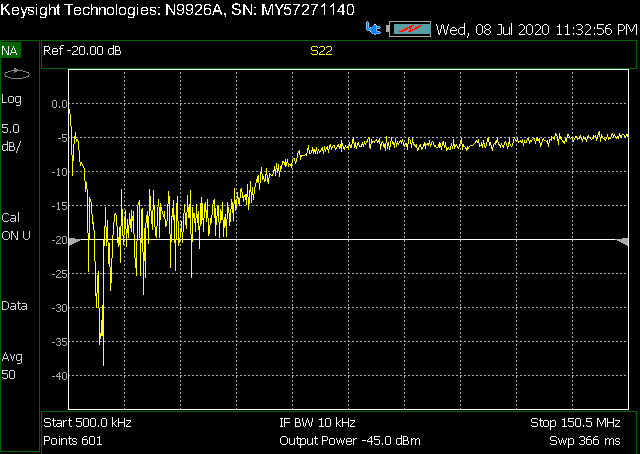 Keysight Technologies: N9926A, SN: MY57271140
Wed, 08 Jul 2020 11:32:56 PM
NA
Ref -20.00 dB
S22
Log
5.0
dB/
Cal
ON U
Data
Avg
50
0.0
-5
-10
-15
-20
-25
-30
-35
-40
Start 500.0 kHz
IF BW 10 kHz
Stop 150.5 MHz
Points 601
Output Power -45.0 dBm
Swp 366 ms